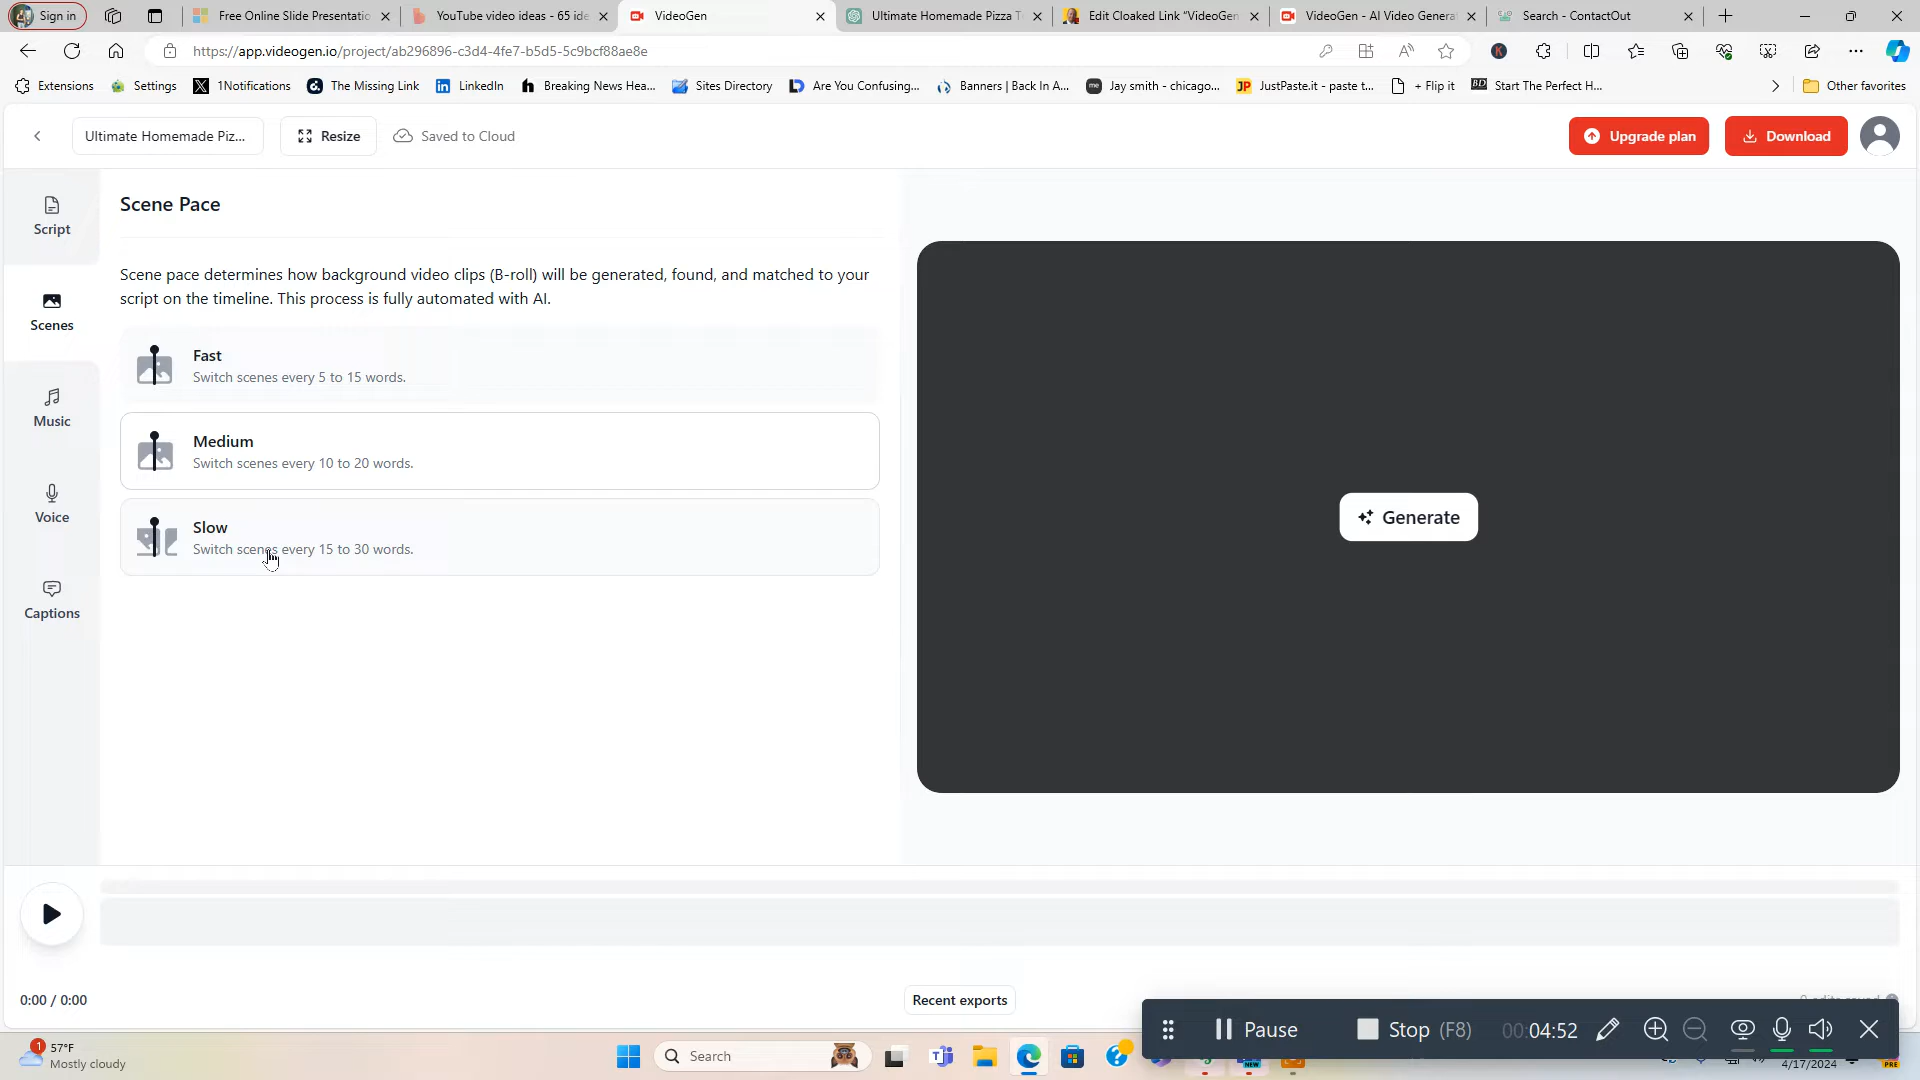 Sign in
Free Online Slide Presentatio
YouTube video ideas - 65 ide
VideoGen
Ultimate Homemade Pizza T
Edit Cloaked Link "VideoGen
VideoGen - AI Video Genera
Search - ContactOut
https://app.videogen.io/project/ab296896-c3d4-4fe7-b5d5-5c9bcf88ae8e
Extensions
Settings
1Notifications
The Missing Link
LinkedIn
Breaking News Hea...
Sites Directory
Are You Confusing...
Banners | Back In A...
Jay smith - chicago...
JustPaste.it - paste t...
+ Flip it
Start The Perfect H...
Other favorites
Ultimate Homemade Piz...
Resize
Saved to Cloud
Upgrade plan
Download
Script
Scenes
Music
Voice
Captions
Scene Pace
Scene pace determines how background video clips (B-roll) will be generated, found, and matched to your
script on the timeline. This process is fully automated with AI.
Fast
Switch scenes every 5 to 15 words.
Medium
Switch scenes every 10 to 20 words.
Slow
Switch scenes every 15 to 30 words.
Generate
0:00 / 0:00
Recent exports
Pause
Stop (F8)
00:04:52
1
57°F
Mostly cloudy
Search
4/17/2024